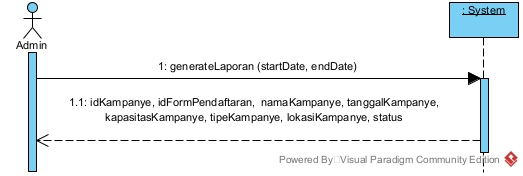 : System
Admin
1: generateLaporan (startDate, endDate)
1.1: idKampanye, idFormPendaftaran, namaKampanye, tanggalKampanye,
kapasitasKampanye, tipeKampanye, lokasiKampanye, status
Powered By Visual Paradigm Community Edition